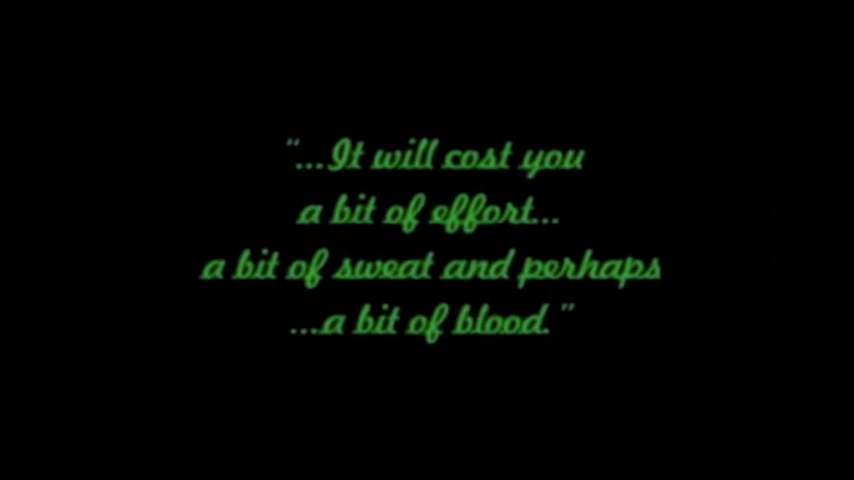 "...It will cost you
a bit of effort...
a bit of sweat and perhaps
...a bit of blood."